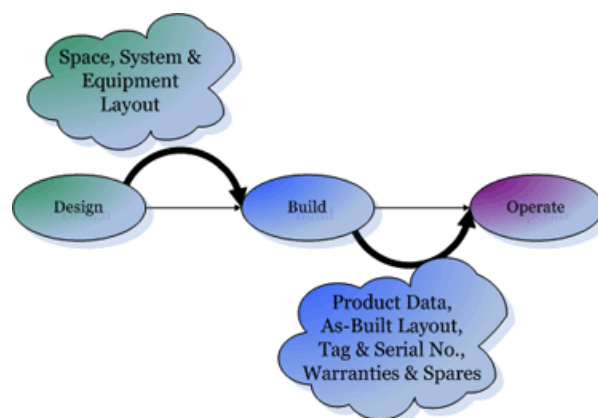 Space, System &
Equipment
Layout
Design
Build
Operate
Product Data,
As-Built Layout,
Tag & Serial No.,
Warranties & Spares